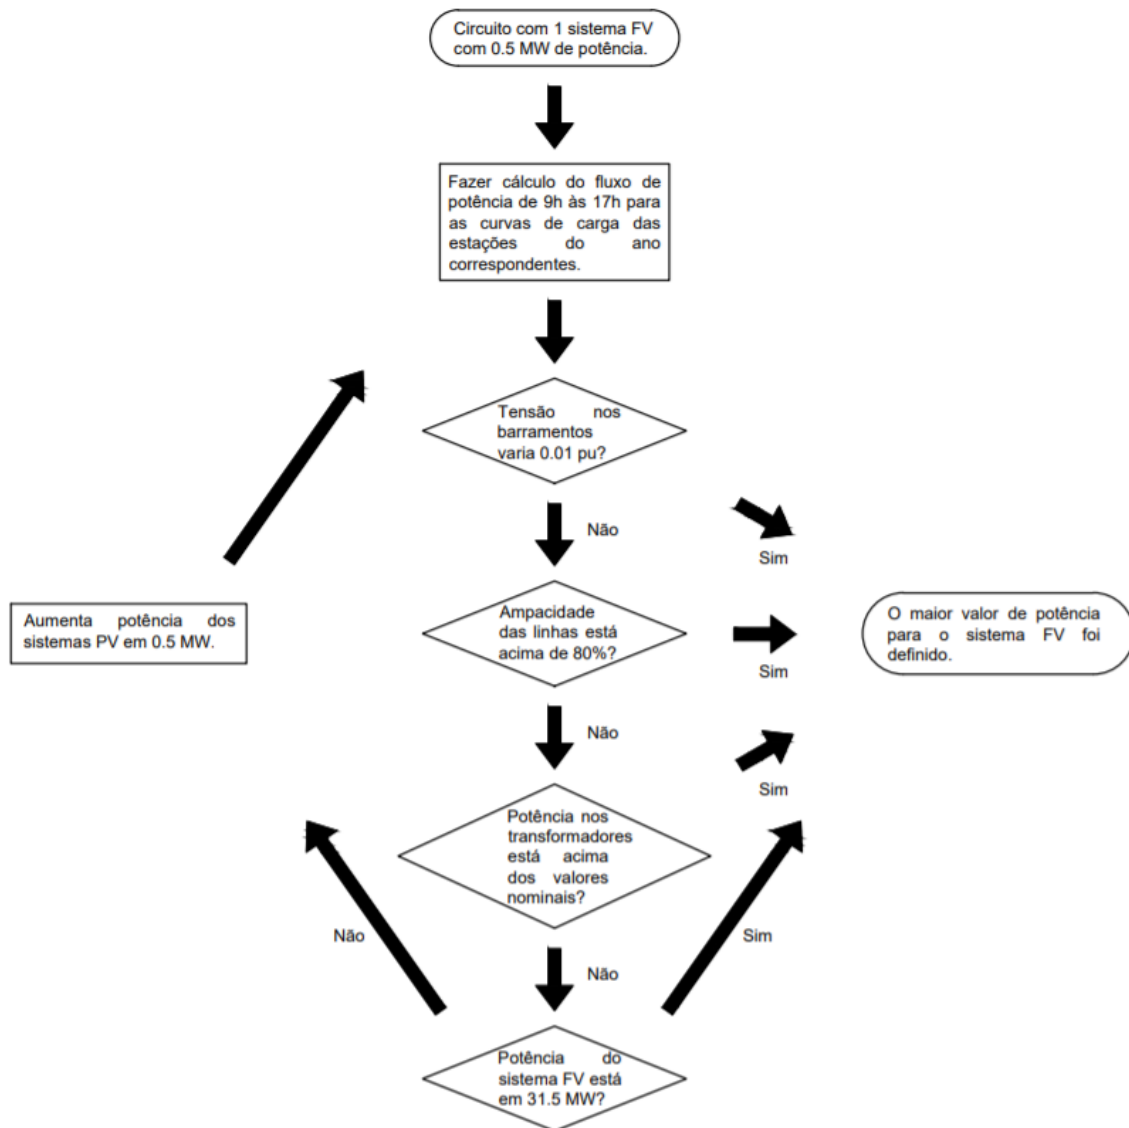 Circuito com 1 sistema FV
com 0.5 MW de potência.
Fazer cálculo do fluxo de
potência de 9h às 17h para
as curvas de carga das
estações do ano
correspondentes.
Tensão nos
barramentos
varia 0.01 pu?
Não
Sim
Aumenta potência dos
sistemas PV em 0.5 MW.
Ampacidade
das linhas está
acima de 80%?
Sim
O maior valor de potência
para o sistema FV foi
definido.
Não
Sim
Potência nos
transformadores
está acima
dos valores
nominais?
Não
Sim
Não
Potência do
sistema FV está
em 31.5 MW?